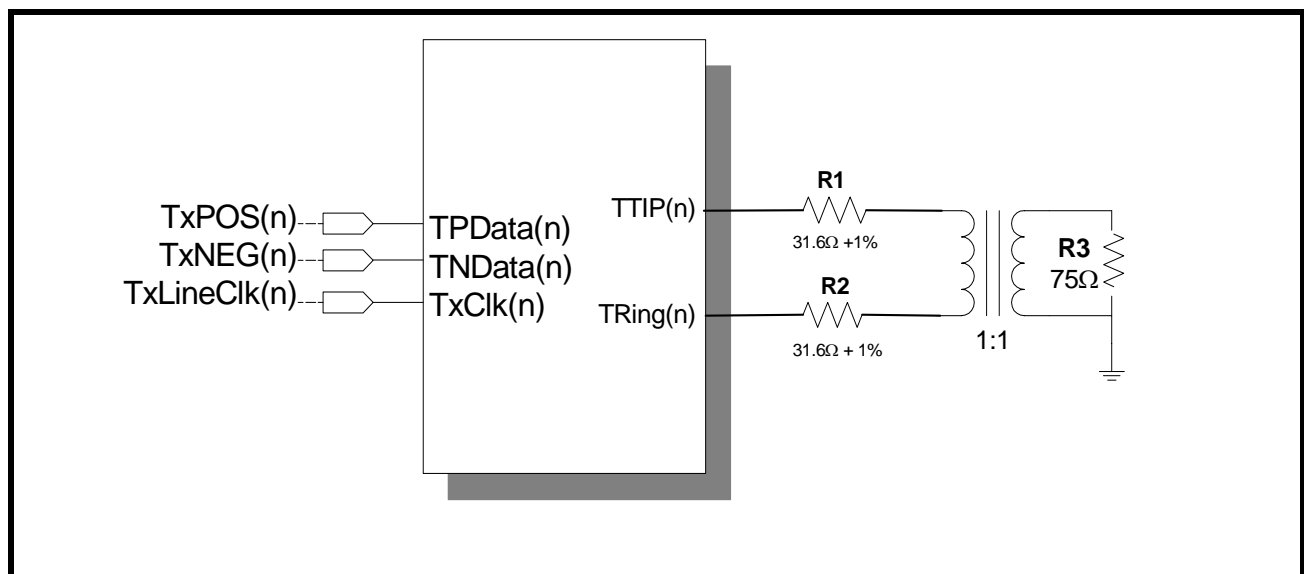 TxPOS(n)
TxNEG(n)
TxLineClk(n)
TPData(n)
TNData(n)
TxClk(n)
TTIP(n)
TRing(n)
R1
31.6Ω +1%
R2
31.6Ω + 1%
1:1
R3
75Ω